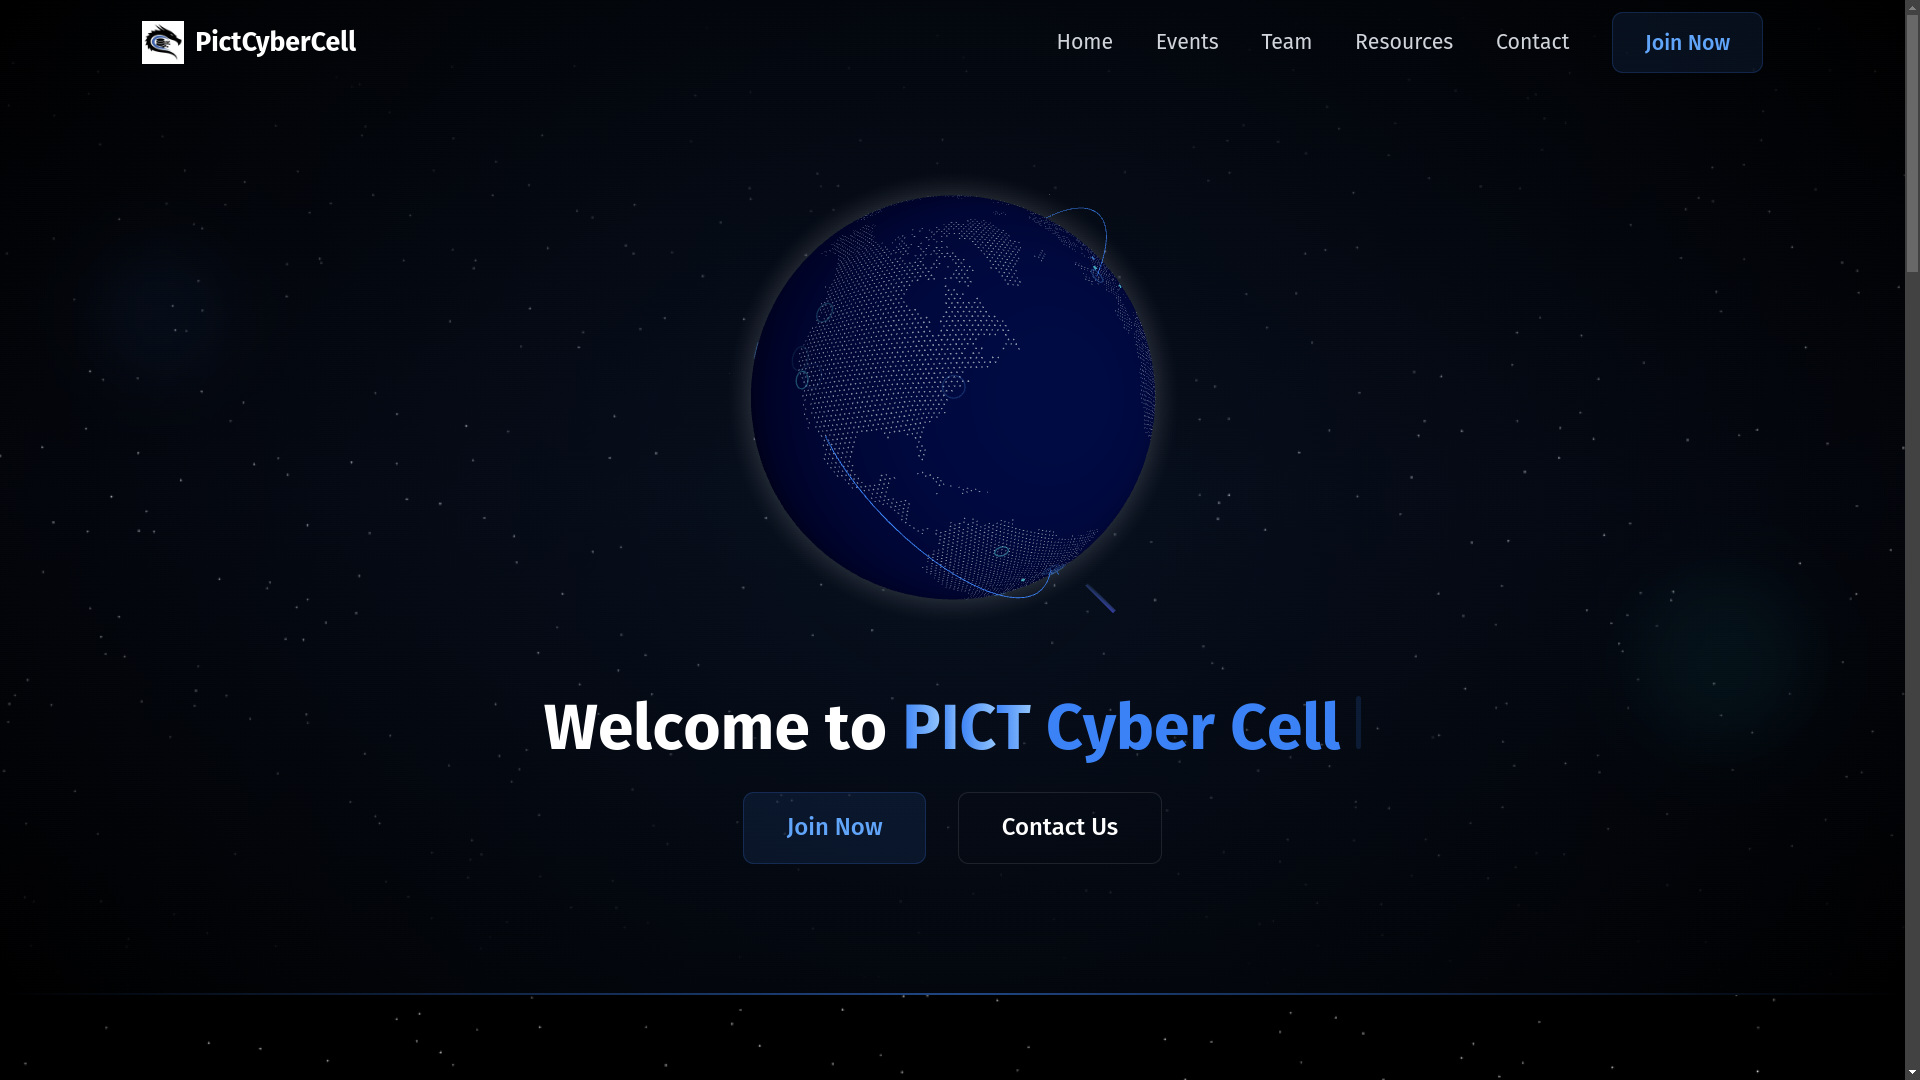 PictCyberCell
Home
Events
Team
Resources
Contact
Join Now
Welcome to PICT Cyber Cell
Join Now
Contact Us